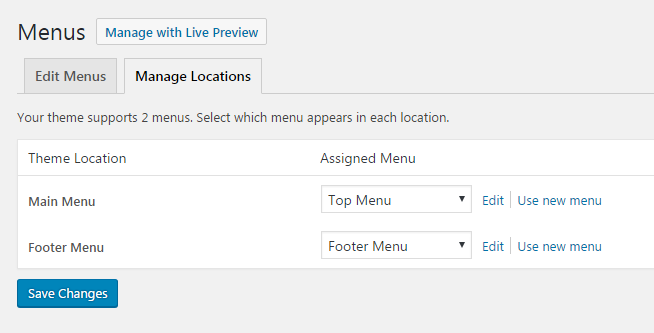 Menus Manage with Live Preview
Edit Menus Manage Locations
Your theme supports 2 menus. Select which menu appears in each location.
Theme Location Assigned Menu
Main Menu Top Menu Edit Use new menu
Footer Menu Footer Menu Edit Use new menu
Save Changes